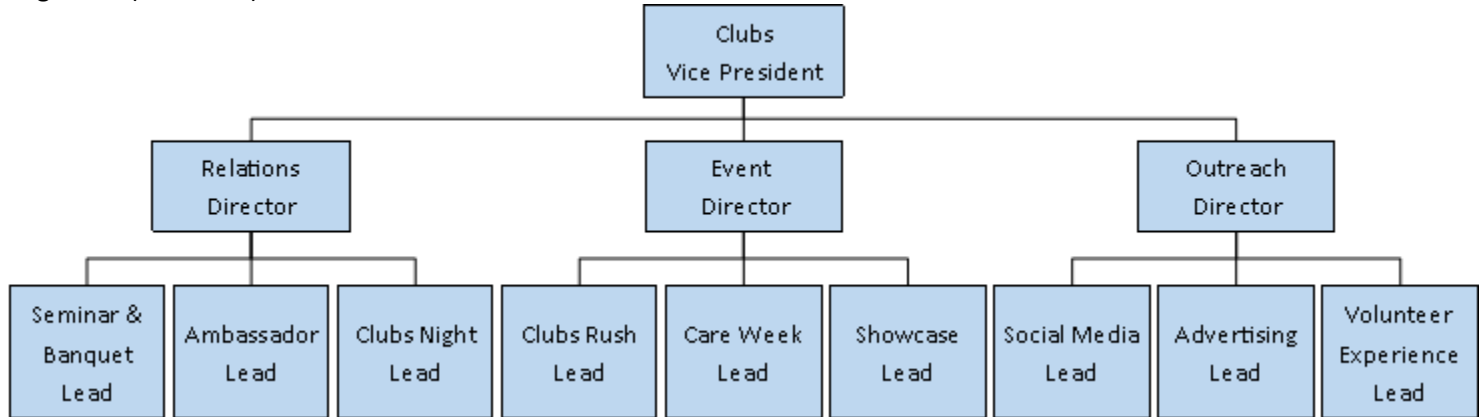 Clubs
Vice President
Relations
Director
Event
Director
Outreach
Director
Seminar &
Banquet
Lead
Ambassador
Lead
Clubs Night
Lead
Clubs Rush
Lead
Care Week
Lead
Showcase
Lead
Social Media
Lead
Advertising
Lead
Volunteer
Experience
Lead